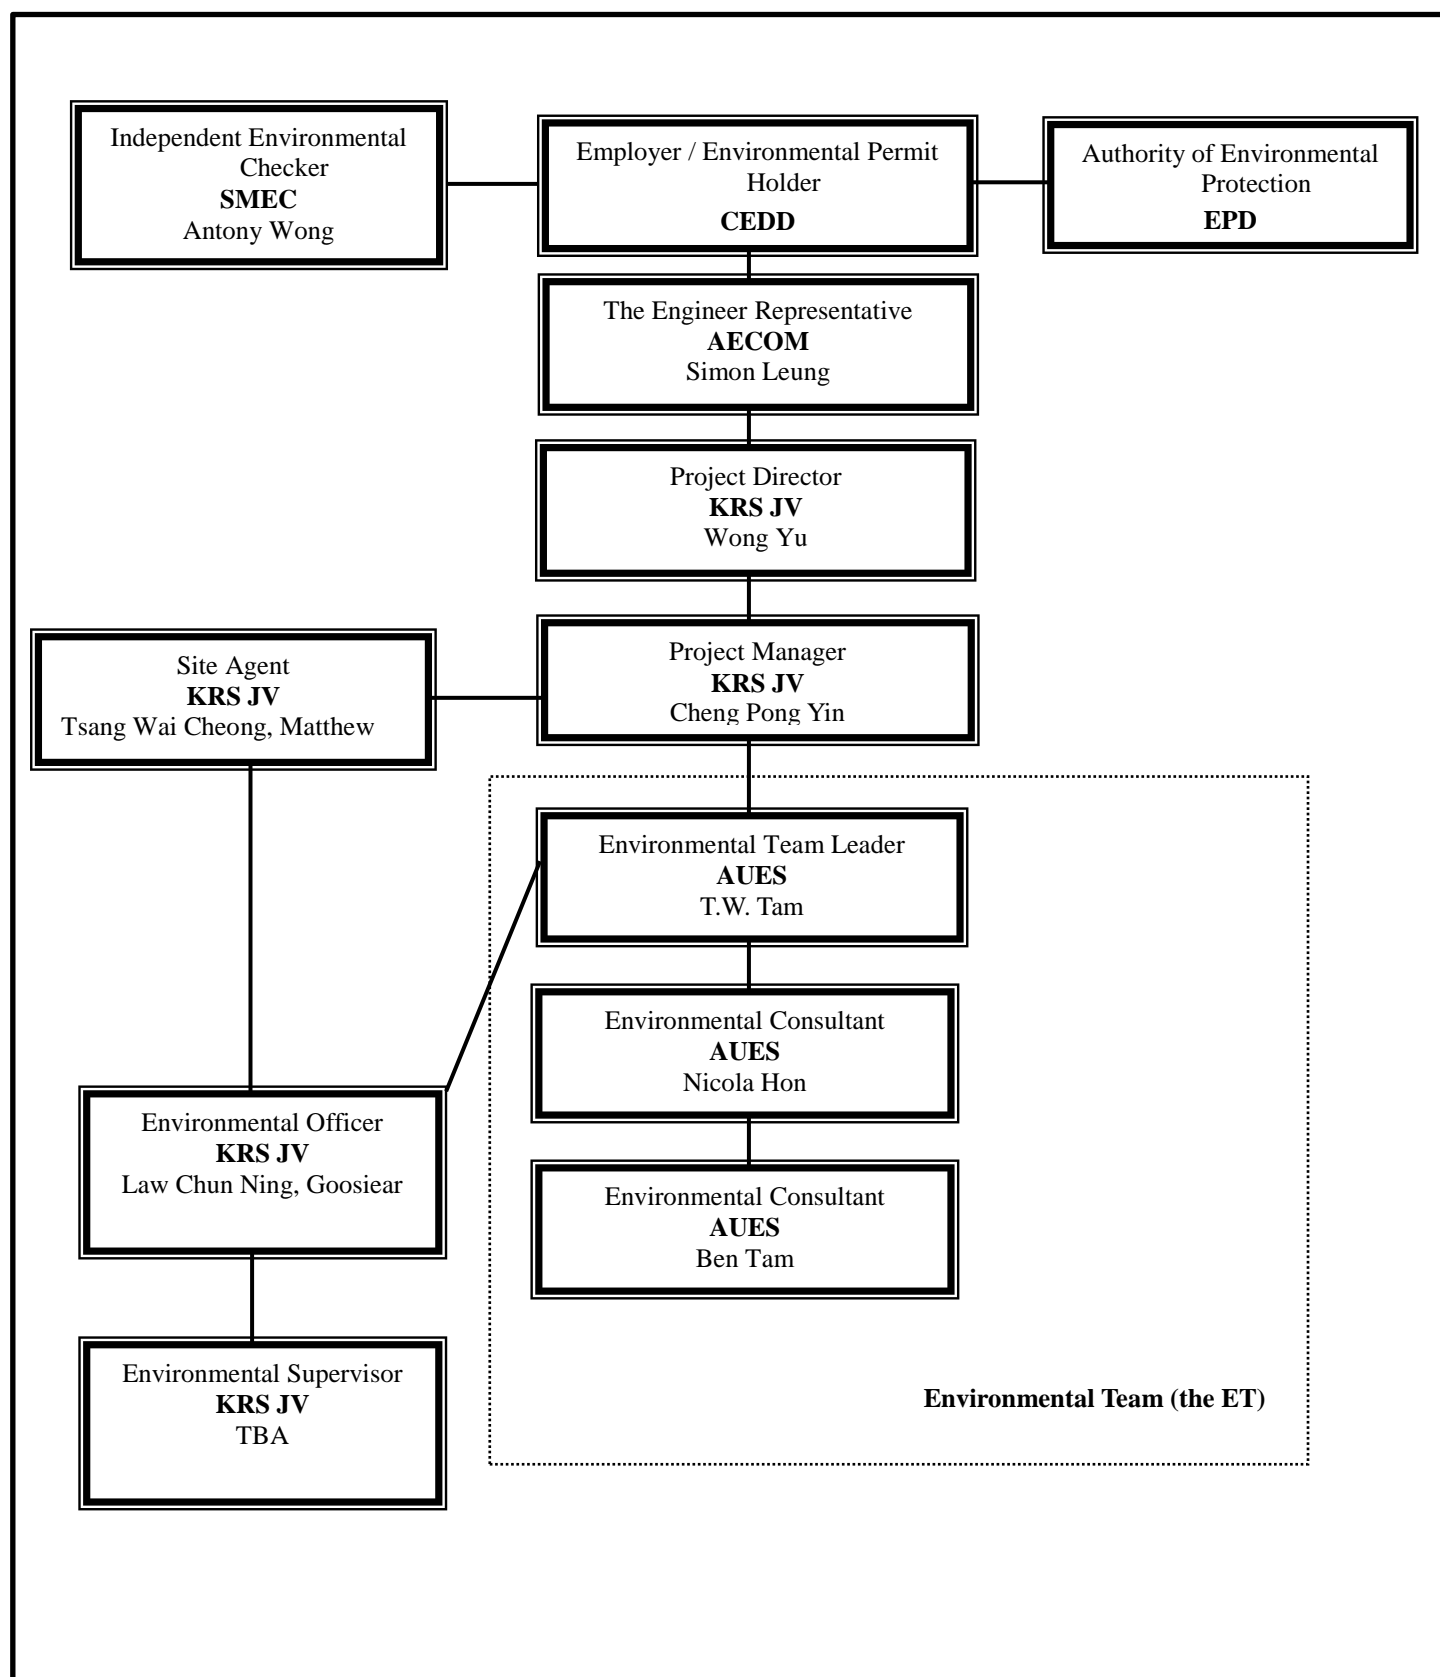 Independent Environmental
Checker
SMEC
Antony Wong
Employer / Environmental Permit
Holder
CEDD
Authority of Environmental
Protection
EPD
The Engineer Representative
AECOM
Simon Leung
Project Director
KRS JV
Wong Yu
Site Agent
KRS JV
Tsang Wai Cheong, Matthew
Project Manager
KRS JV
Cheng Pong Yin
Environmental Team Leader
AUES
T.W. Tam
Environmental Consultant
AUES
Nicola Hon
Environmental Officer
KRS JV
Law Chun Ning, Goosiear
Environmental Consultant
AUES
Ben Tam
Environmental Supervisor
KRS JV
TBA
Environmental Team (the ET)